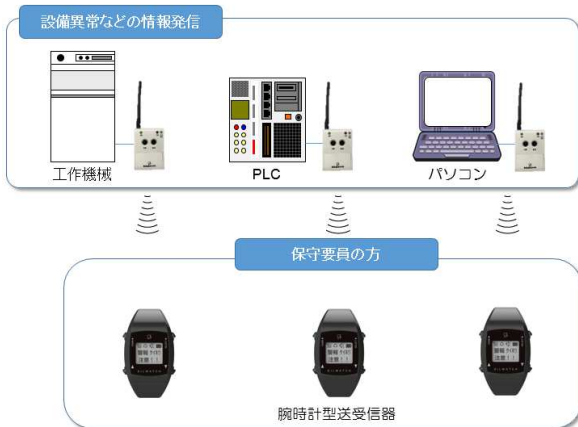 設備異常などの情報発信
工作機械
PLC
パソコン
保守要員の方
腕時計型送受信器